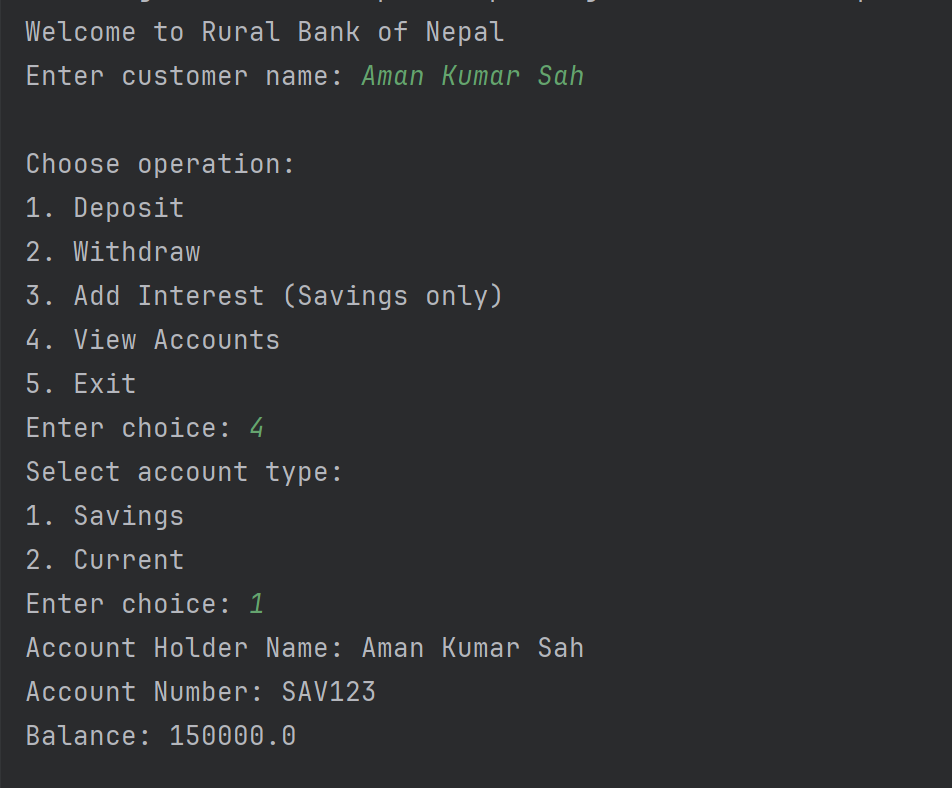 Welcome to Rural Bank of Nepal
Enter customer name: Aman Kumar Sah
Choose operation:
1. Deposit
2. Withdraw
3. Add Interest (Savings only)
4. View Accounts
5. Exit
Enter choice: 4
Select account type:
1. Savings
2. Current
Enter choice: 1
Account Holder Name: Aman Kumar Sah
Account Number: SAV123
Balance: 150000.0